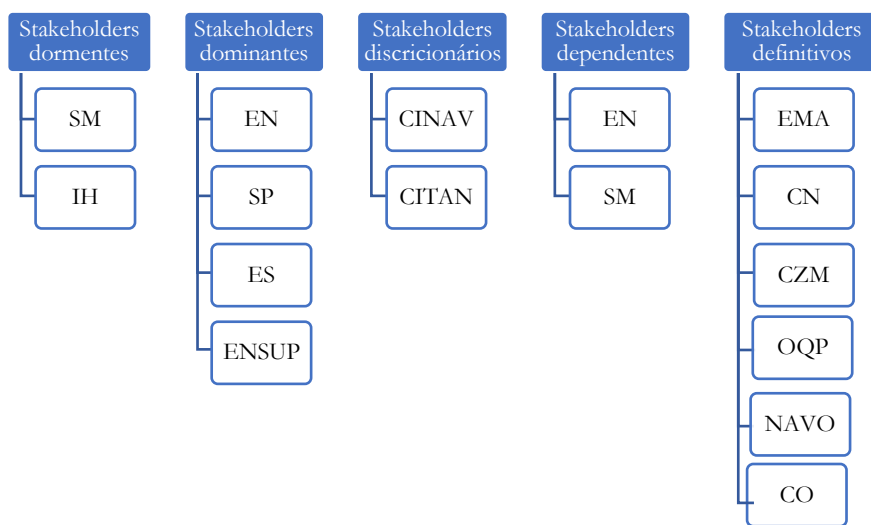 Stakeholders
dormentes
SM
IH
Stakeholders
dominantes
EN
SP
ES
ENSUP
Stakeholders
discricionários
CINAV
CITAN
Stakeholders
dependentes
EN
SM
Stakeholders
definitivos
EMA
CN
CZM
OQP
NAVO
CO